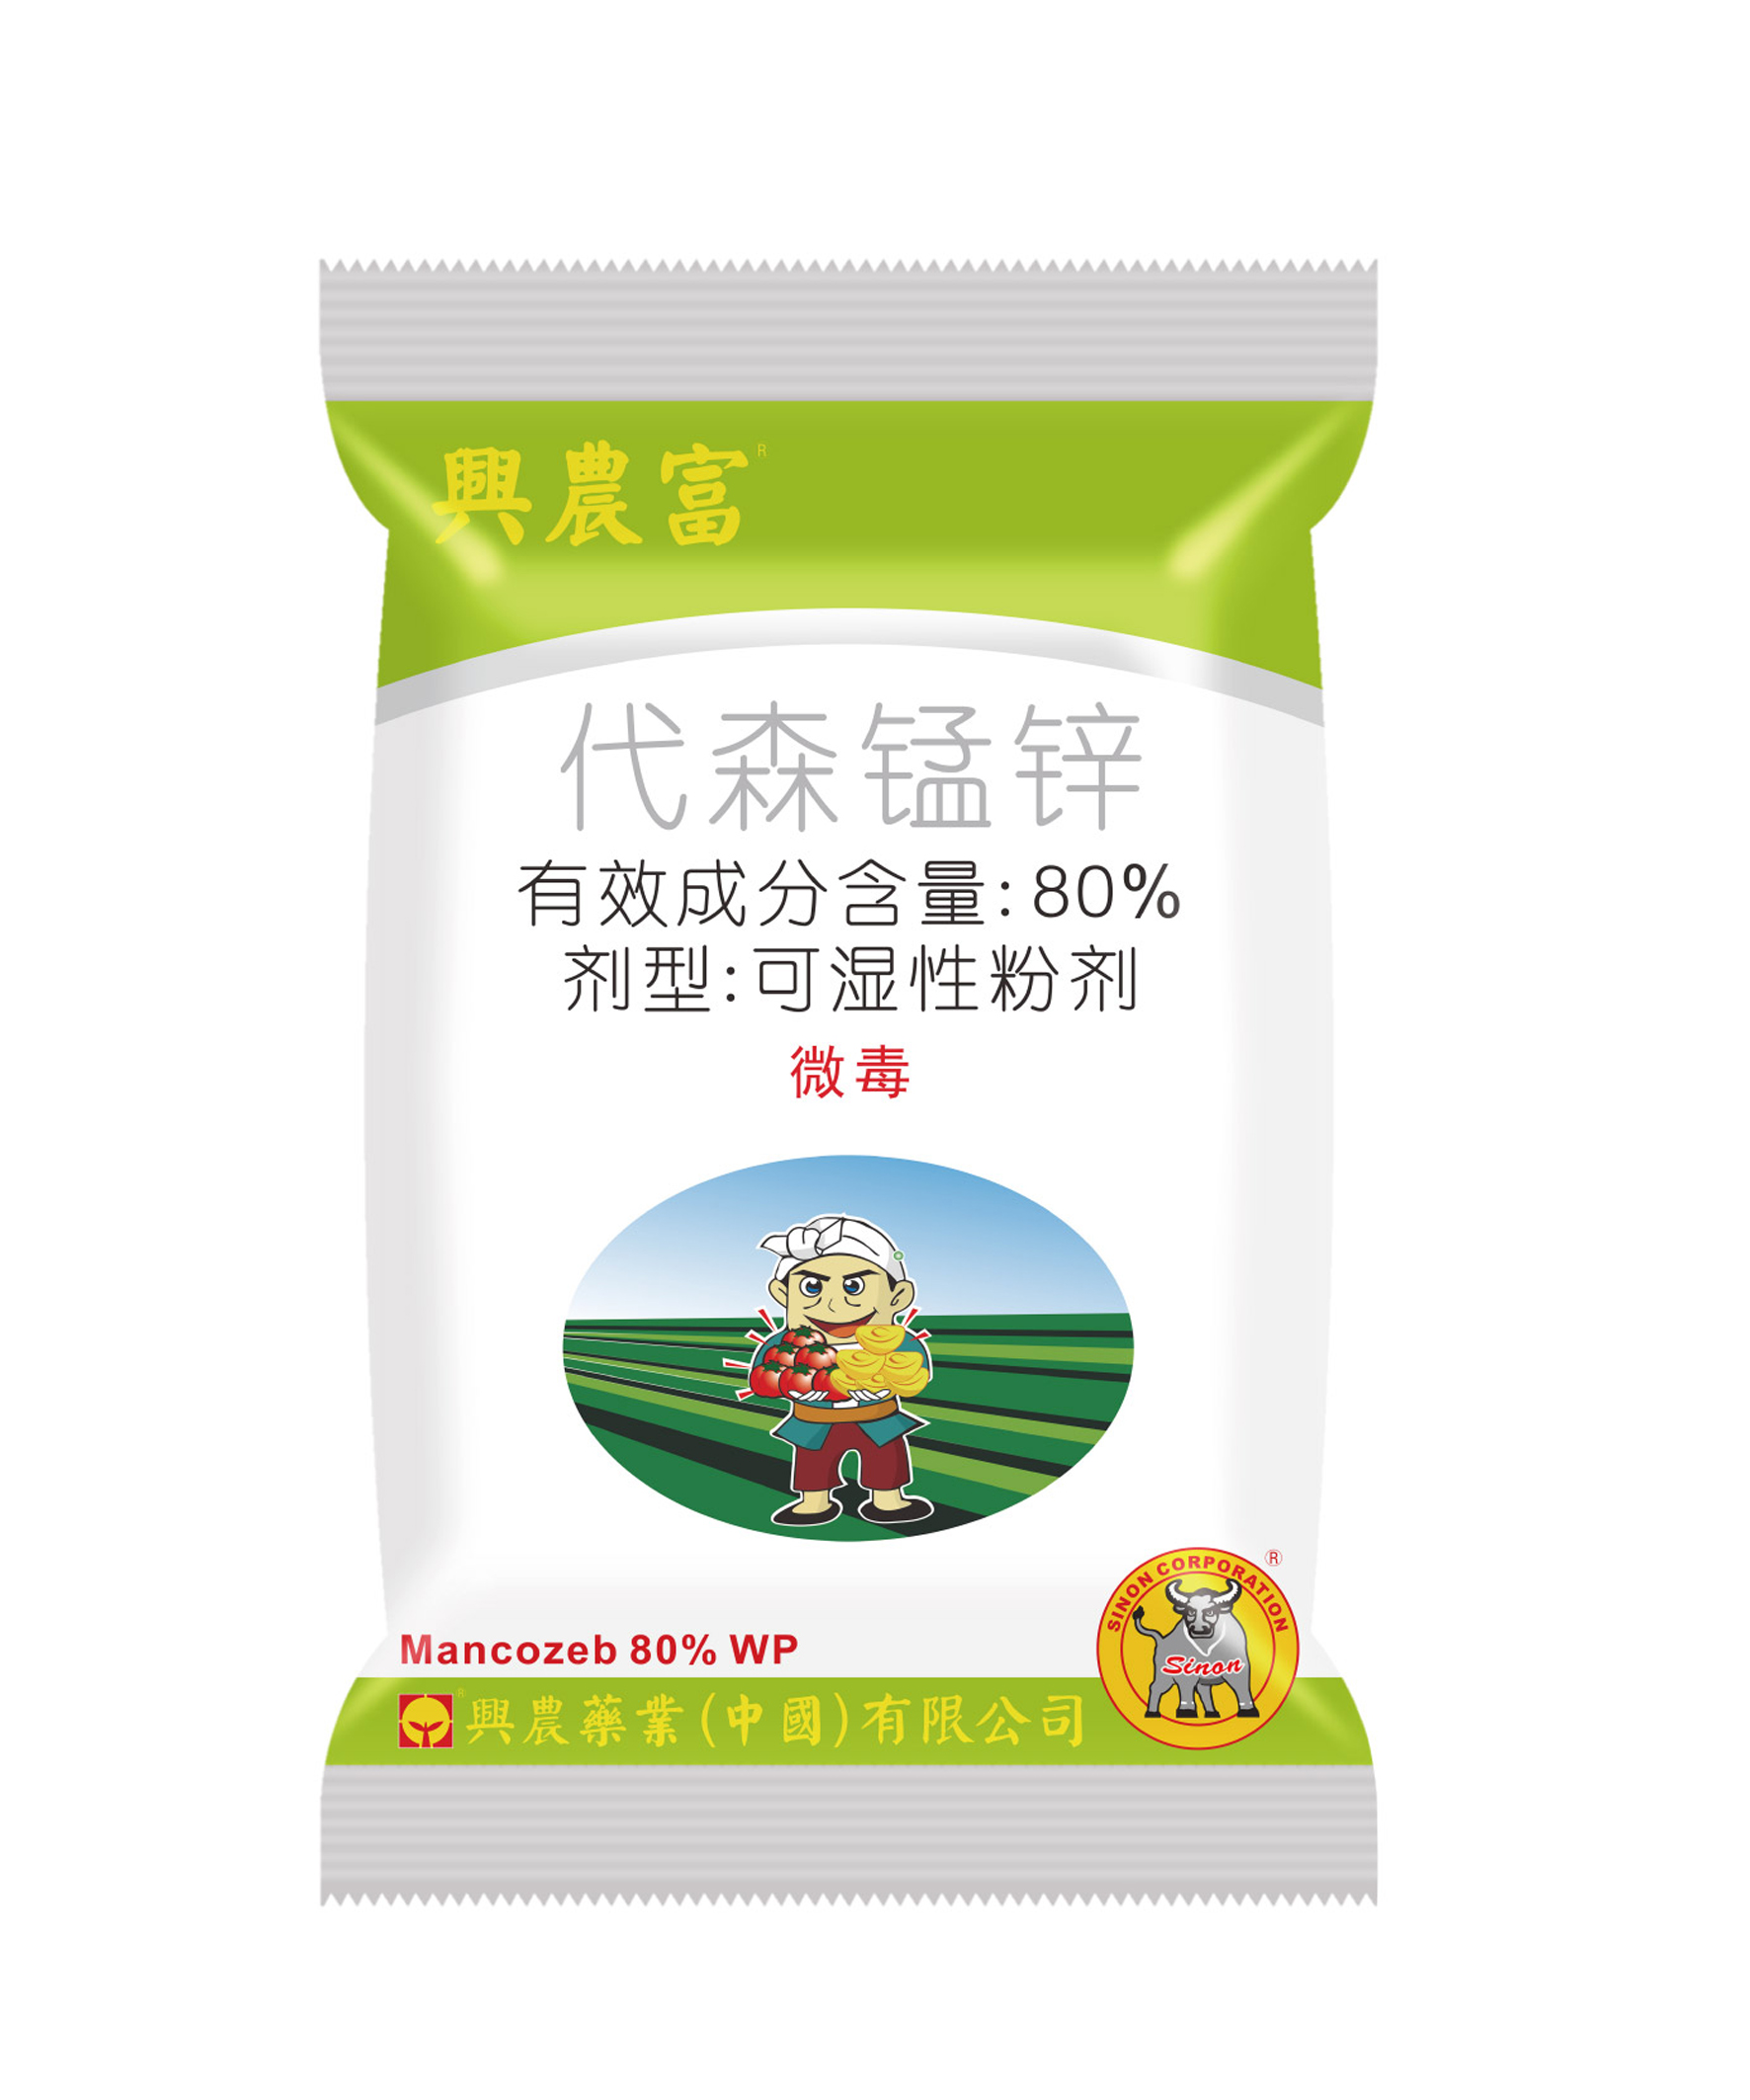 興農富®
代森锰锌
有效成分含量:80%
剂型:可湿性粉剂
微毒
Mancozeb 80% WP
興農藥業(中國)有限公司
®
SINON CORPORATION
Sinon
®